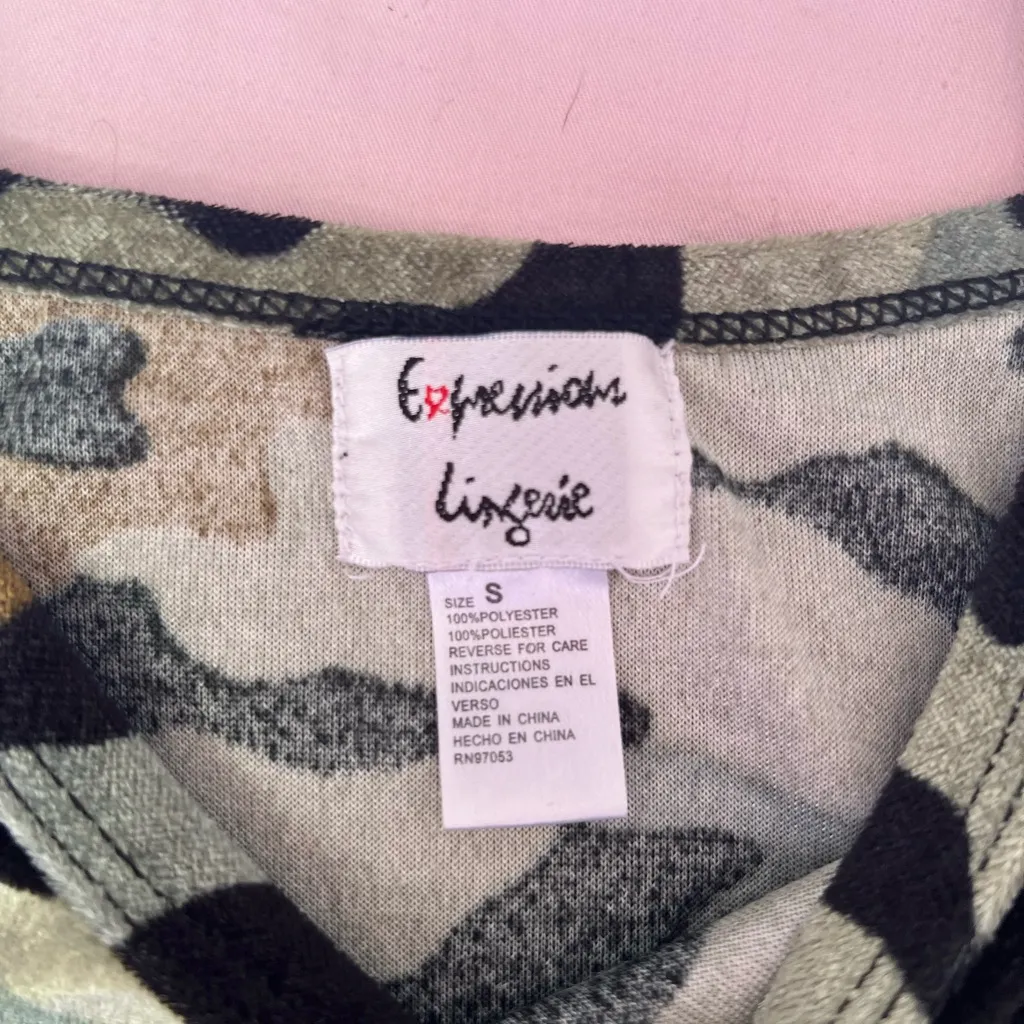 Expressions
Lingerie
SIZE S
100%POLYESTER
100%POLIESTER
REVERSE FOR CARE
INSTRUCTIONS
INDICACIONES EN EL
VERSO
MADE IN CHINA
HECHO EN CHINA
RN97053